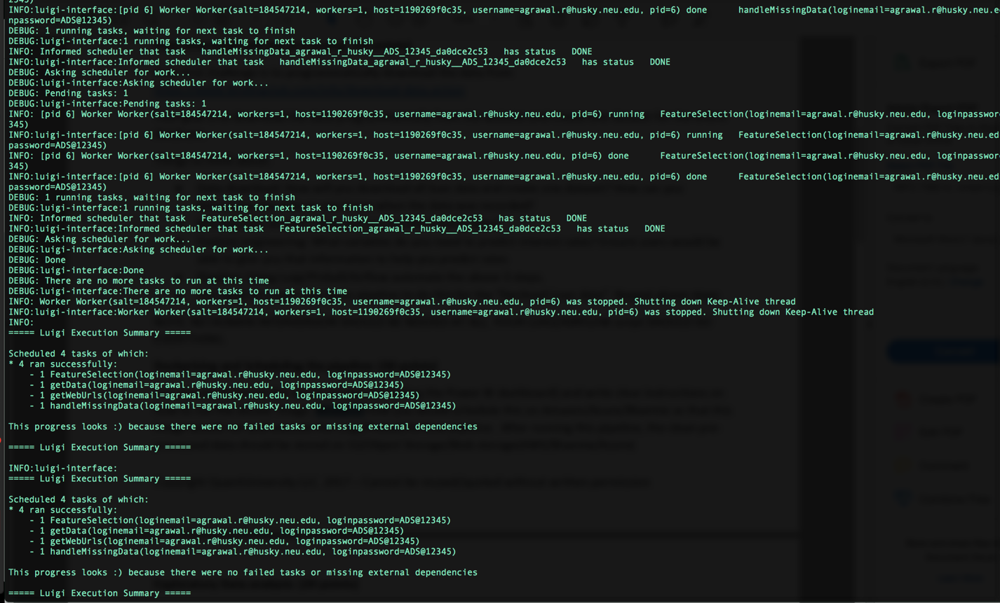 2345)
INFO:luigi-interface:[pid 6] Worker Worker(salt=184547214, workers=1, host=1190269f0c35, username=agrawal.r@husky.neu.edu, pid=6) done      handleMissingData(loginemail=agrawal.r@husky.neu.e
npassword=ADS@12345)
DEBUG: 1 running tasks, waiting for next task to finish
DEBUG:luigi-interface:1 running tasks, waiting for next task to finish
INFO: Informed scheduler that task   handleMissingData_agrawal_r_husky__ADS_12345_da0dce2c53   has status   DONE
INFO:luigi-interface:Informed scheduler that task   handleMissingData_agrawal_r_husky__ADS_12345_da0dce2c53   has status   DONE
DEBUG: Asking scheduler for work...
DEBUG:luigi-interface:Asking scheduler for work...
DEBUG: Pending tasks: 1
DEBUG:luigi-interface:Pending tasks: 1
INFO: [pid 6] Worker Worker(salt=184547214, workers=1, host=1190269f0c35, username=agrawal.r@husky.neu.edu, pid=6) running   FeatureSelection(loginemail=agrawal.r@husky.neu.edu, loginpasswor
345)
INFO:luigi-interface:[pid 6] Worker Worker(salt=184547214, workers=1, host=1190269f0c35, username=agrawal.r@husky.neu.edu, pid=6) running   FeatureSelection(loginemail=agrawal.r@husky.neu.ed
password=ADS@12345)
INFO: [pid 6] Worker Worker(salt=184547214, workers=1, host=1190269f0c35, username=agrawal.r@husky.neu.edu, pid=6) done      FeatureSelection(loginemail=agrawal.r@husky.neu.edu, loginpasswor
345)
INFO:luigi-interface:[pid 6] Worker Worker(salt=184547214, workers=1, host=1190269f0c35, username=agrawal.r@husky.neu.edu, pid=6) done      FeatureSelection(loginemail=agrawal.r@husky.neu.ed
password=ADS@12345)
DEBUG: 1 running tasks, waiting for next task to finish
DEBUG:luigi-interface:1 running tasks, waiting for next task to finish
INFO: Informed scheduler that task   FeatureSelection_agrawal_r_husky__ADS_12345_da0dce2c53   has status   DONE
INFO:luigi-interface:Informed scheduler that task   FeatureSelection_agrawal_r_husky__ADS_12345_da0dce2c53   has status   DONE
DEBUG: Asking scheduler for work...
DEBUG:luigi-interface:Asking scheduler for work...
DEBUG: Done
DEBUG:luigi-interface:Done
DEBUG: There are no more tasks to run at this time
DEBUG:luigi-interface:There are no more tasks to run at this time
INFO: Worker Worker(salt=184547214, workers=1, host=1190269f0c35, username=agrawal.r@husky.neu.edu, pid=6) was stopped. Shutting down Keep-Alive thread
INFO:luigi-interface:Worker Worker(salt=184547214, workers=1, host=1190269f0c35, username=agrawal.r@husky.neu.edu, pid=6) was stopped. Shutting down Keep-Alive thread
INFO:
===== Luigi Execution Summary =====
Scheduled 4 tasks of which:
* 4 ran successfully:
    - 1 FeatureSelection(loginemail=agrawal.r@husky.neu.edu, loginpassword=ADS@12345)
    - 1 getData(loginemail=agrawal.r@husky.neu.edu, loginpassword=ADS@12345)
    - 1 getWebUrls(loginemail=agrawal.r@husky.neu.edu, loginpassword=ADS@12345)
    - 1 handleMissingData(loginemail=agrawal.r@husky.neu.edu, loginpassword=ADS@12345)
This progress looks :) because there were no failed tasks or missing external dependencies
===== Luigi Execution Summary =====
INFO:luigi-interface:
===== Luigi Execution Summary =====
Scheduled 4 tasks of which:
* 4 ran successfully:
    - 1 FeatureSelection(loginemail=agrawal.r@husky.neu.edu, loginpassword=ADS@12345)
    - 1 getData(loginemail=agrawal.r@husky.neu.edu, loginpassword=ADS@12345)
    - 1 getWebUrls(loginemail=agrawal.r@husky.neu.edu, loginpassword=ADS@12345)
    - 1 handleMissingData(loginemail=agrawal.r@husky.neu.edu, loginpassword=ADS@12345)
This progress looks :) because there were no failed tasks or missing external dependencies
===== Luigi Execution Summary =====